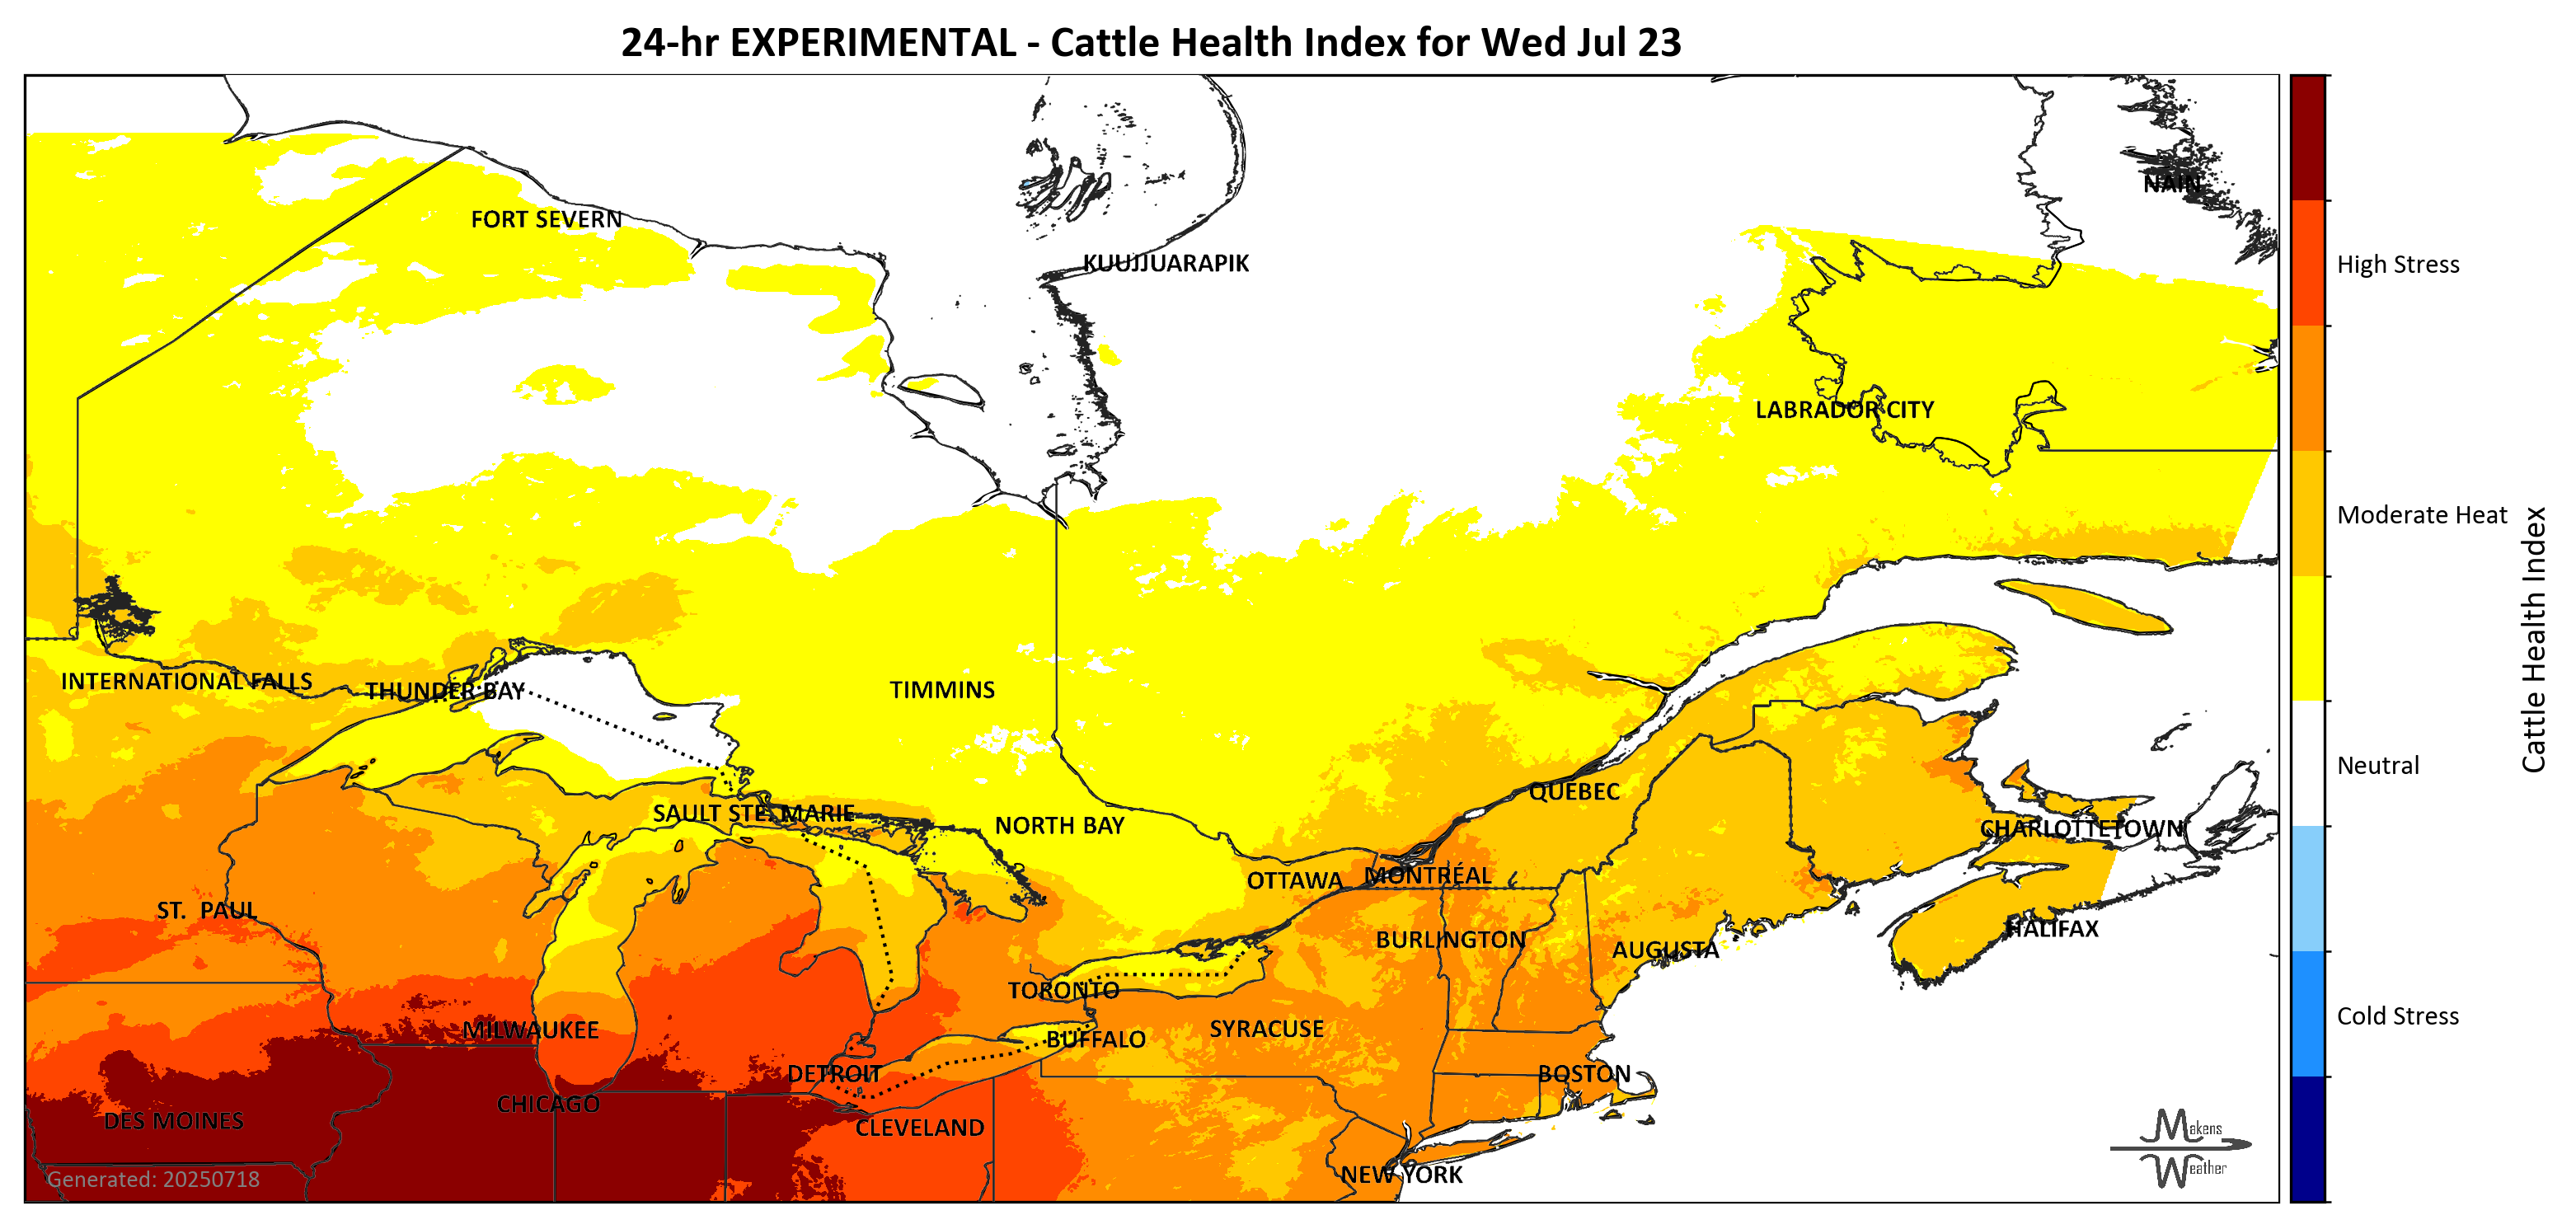 24-hr EXPERIMENTAL - Cattle Health Index for Wed Jul 23
NAIN
FORT SEVERN
KUUJJUARAPIK
High Stress
LABRADOR CITY
Moderate Heat
INTERNATIONAL FALLS
THUNDER BAY
TIMMINS
Cattle Health Index
Neutral
QUEBEC
SAULT STE. MARIE
NORTH BAY
CHARLOTTETOWN
OTTAWA
MONTRÉAL
ST. PAUL
HALIFAX
BURLINGTON
AUGUSTA
TORONTO
Cold Stress
MILWAUKEE
SYRACUSE
BUFFALO
DETROIT
BOSTON
CHICAGO
DES MOINES
CLEVELAND
Makens
Weather
NEW YORK
Generated: 20250718